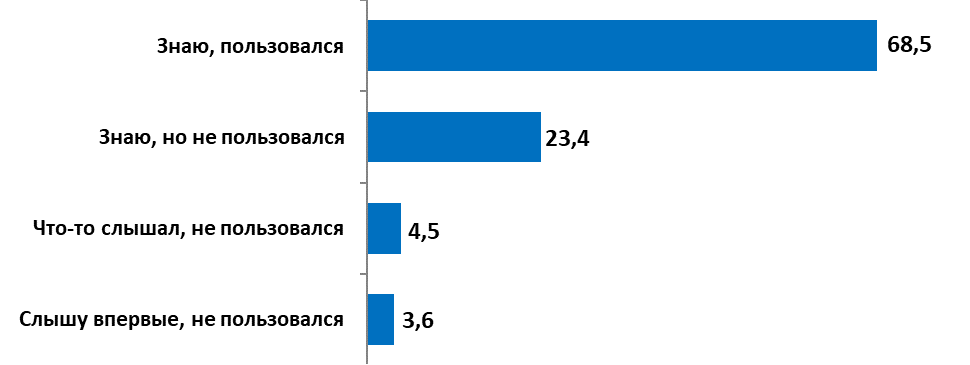 Знаю, пользовался 68,5
Знаю, но не пользовался 23,4
Что-то слышал, не пользовался 4,5
Слышу впервые, не пользовался 3,6